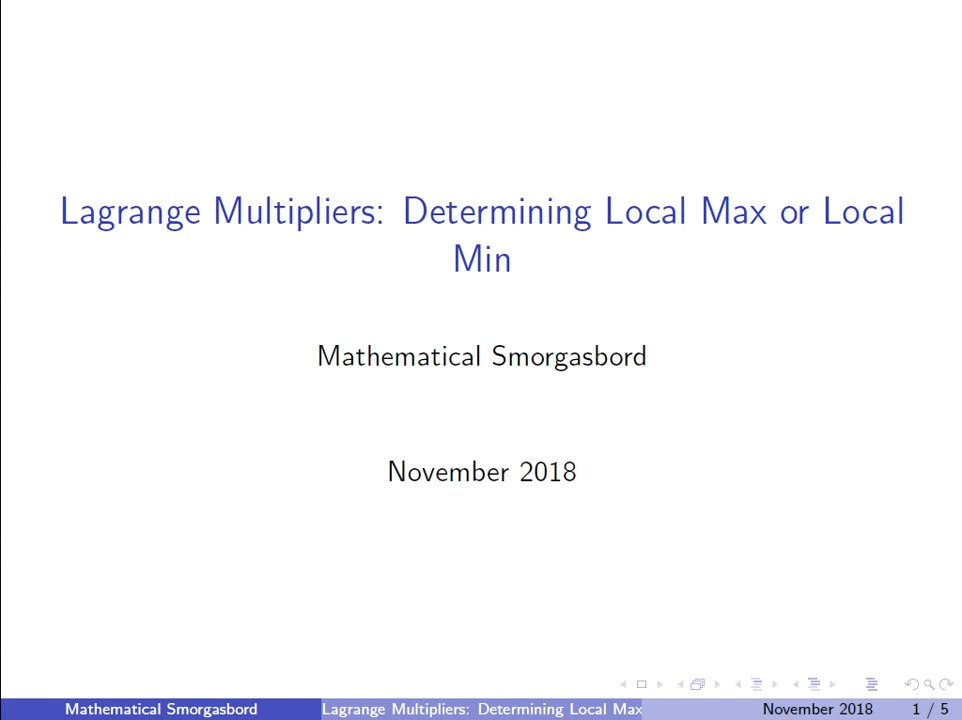 Lagrange Multipliers: Determining Local Max or Local
Min
Mathematical Smorgasbord
November 2018
Mathematical Smorgasbord
Lagrange Multipliers: Determining Local Max
November 2018
1 / 5